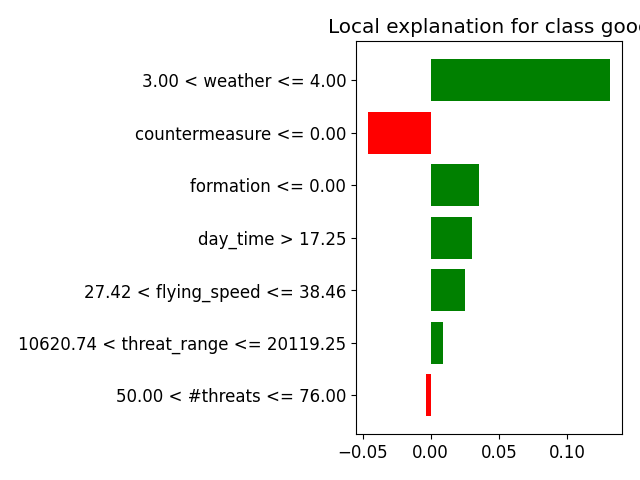 Local explanation for class goo
3.00 < weather <= 4.00
countermeasure <= 0.00
formation <= 0.00
day_time > 17.25
27.42 < flying_speed <= 38.46
10620.74 < threat_range <= 20119.25
50.00 < #threats <= 76.00
−0.05 0.00 0.05 0.10